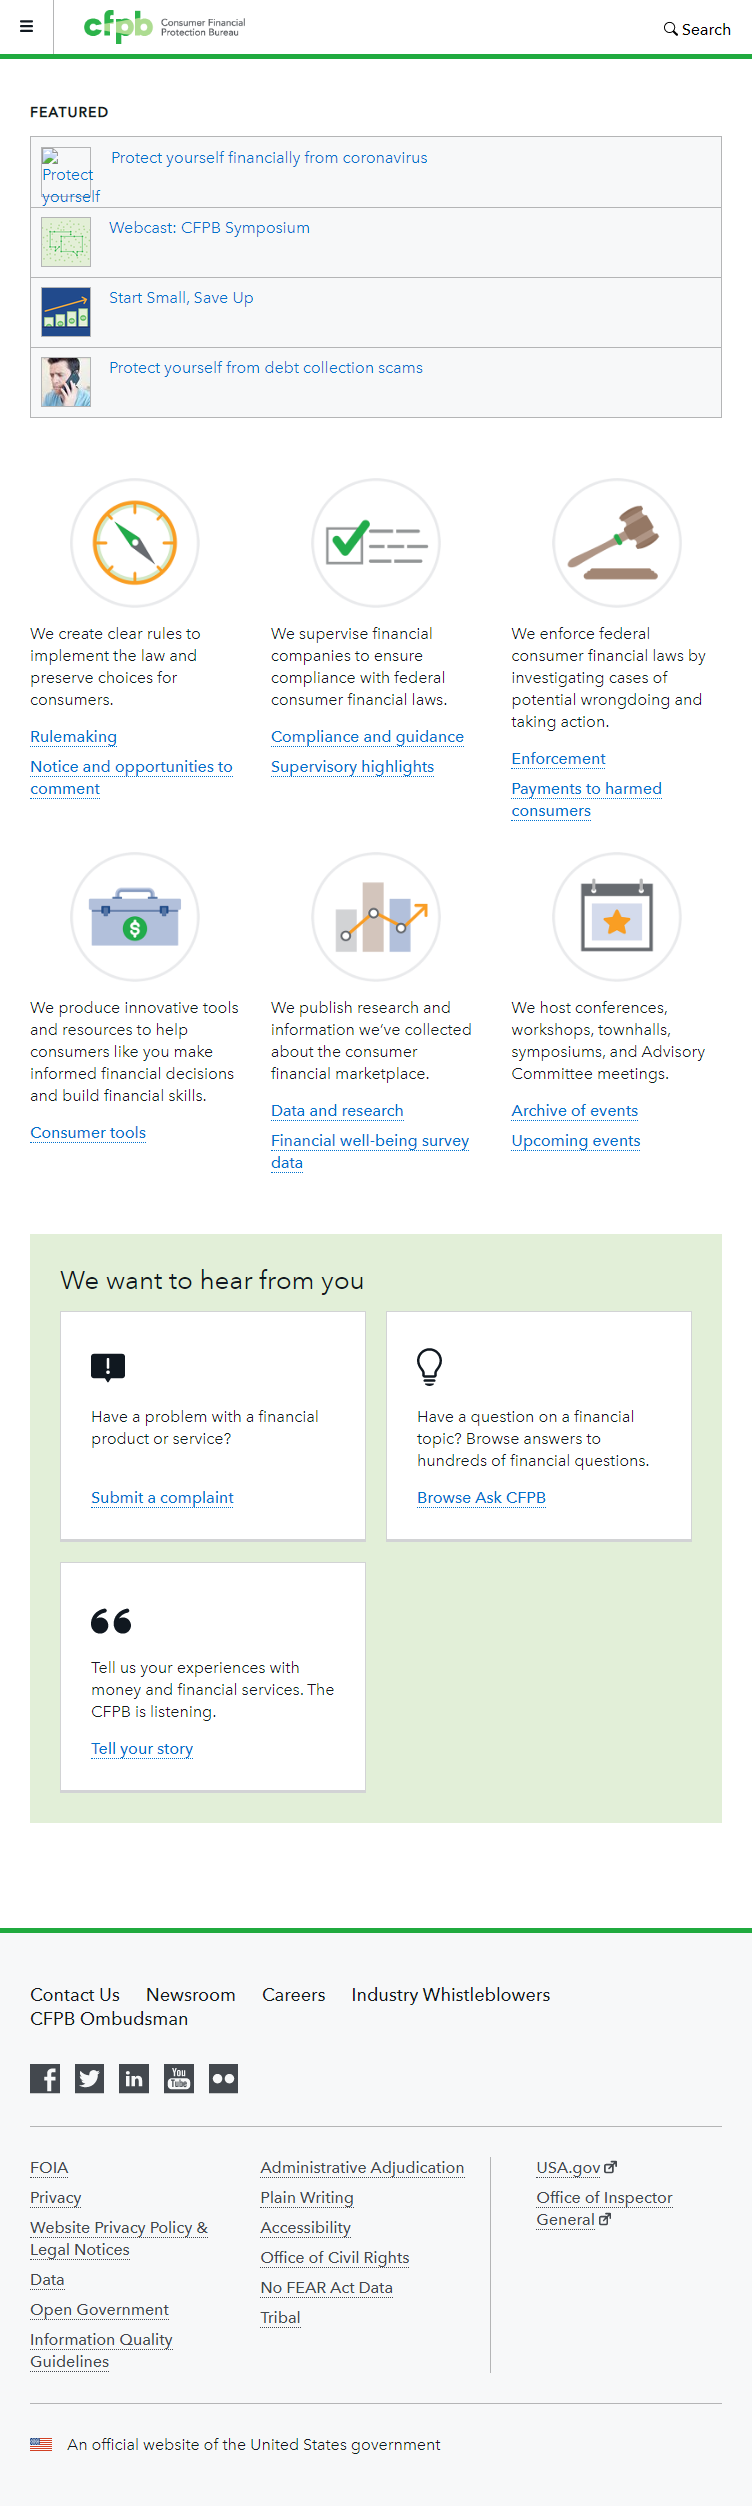 cfpb Consumer Financial
Protection Bureau
Search
FEATURED
Protect
yourself
Protect yourself financially from coronavirus
Webcast: CFPB Symposium
Start Small, Save Up
Protect yourself from debt collection scams
We create clear rules to
implement the law and
preserve choices for
consumers.
Rulemaking
Notice and opportunities to
comment
We supervise financial
companies to ensure
compliance with federal
consumer financial laws.
Compliance and guidance
Supervisory highlights
We enforce federal
consumer financial laws by
investigating cases of
potential wrongdoing and
taking action.
Enforcement
Payments to harmed
consumers
$
We produce innovative tools
and resources to help
consumers like you make
informed financial decisions
and build financial skills.
Consumer tools
We publish research and
information we’ve collected
about the consumer
financial marketplace.
Data and research
Financial well-being survey
data
We host conferences,
workshops, townhalls,
symposiums, and Advisory
Committee meetings.
Archive of events
Upcoming events
We want to hear from you
Have a problem with a financial
product or service?
Submit a complaint
Have a question on a financial
topic? Browse answers to
hundreds of financial questions.
Browse Ask CFPB
Tell us your experiences with
money and financial services. The
CFPB is listening.
Tell your story
Contact Us Newsroom Careers Industry Whistleblowers
CFPB Ombudsman
f in You Tube
FOIA
Privacy
Website Privacy Policy &
Legal Notices
Data
Open Government
Information Quality
Guidelines
Administrative Adjudication
Plain Writing
Accessibility
Office of Civil Rights
No FEAR Act Data
Tribal
USA.gov
Office of Inspector
General
An official website of the United States government